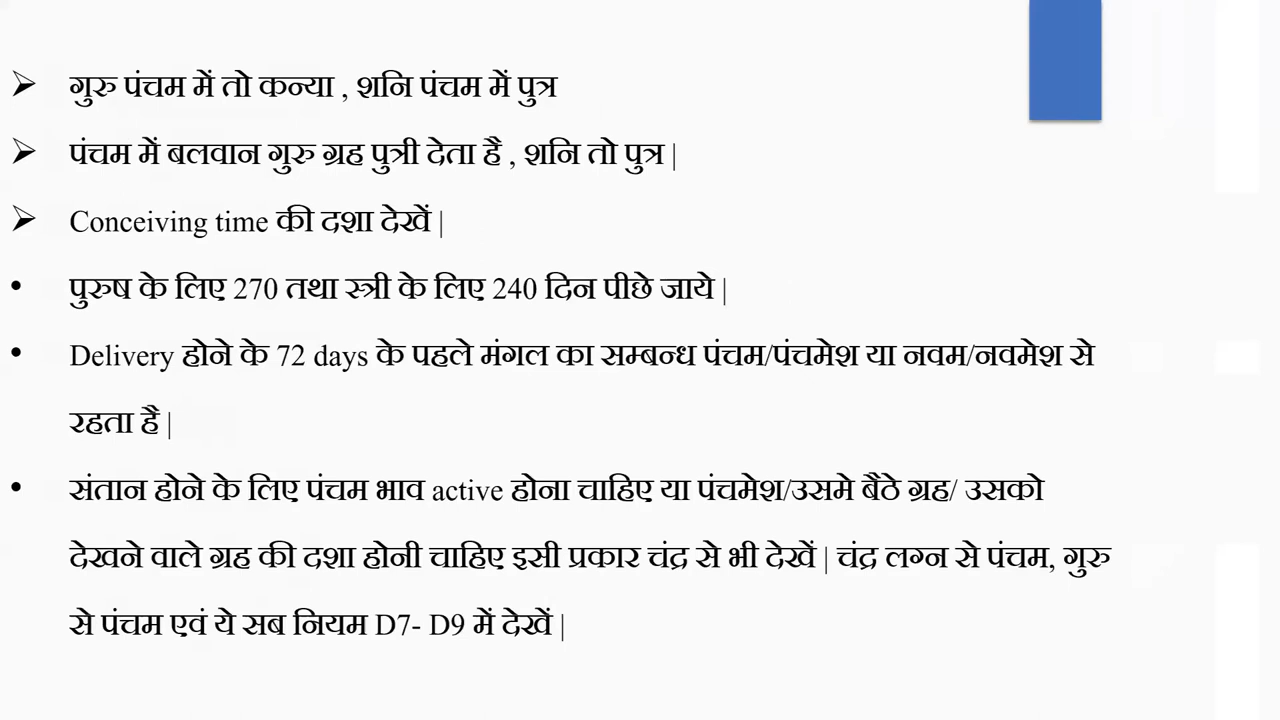 ➢ गुरु पंचम में तो कन्या , शनि पंचम में पुत्र
➢ पंचम में बलवान गुरु ग्रह पुत्री देता है , शनि तो पुत्र |
➢ Conceiving time की दशा देखें |
• पुरुष के लिए 270 तथा स्त्री के लिए 240 दिन पीछे जाये |
• Delivery होने के 72 days के पहले मंगल का सम्बन्ध पंचम/पंचमेश या नवम/नवमेश से
रहता है |
• संतान होने के लिए पंचम भाव active होना चाहिए या पंचमेश/उसमे बैठे ग्रह/ उसको
देखने वाले ग्रह की दशा होनी चाहिए इसी प्रकार चंद्र से भी देखें | चंद्र लग्न से पंचम, गुरु
से पंचम एवं ये सब नियम D7- D9 में देखें |